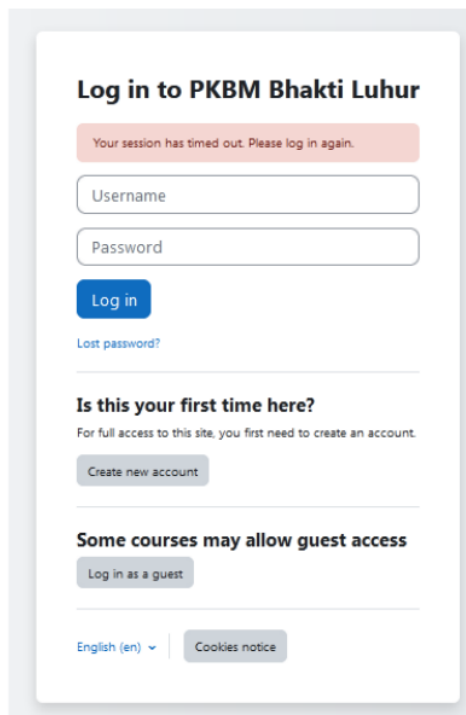 Log in to PKBM Bhakti Luhur
Your session has timed out. Please log in again.
Username
Password
Log in
Lost password?
Is this your first time here?
For full access to this site, you first need to create an account.
Create new account
Some courses may allow guest access
Log in as a guest
English (en)
Cookies notice